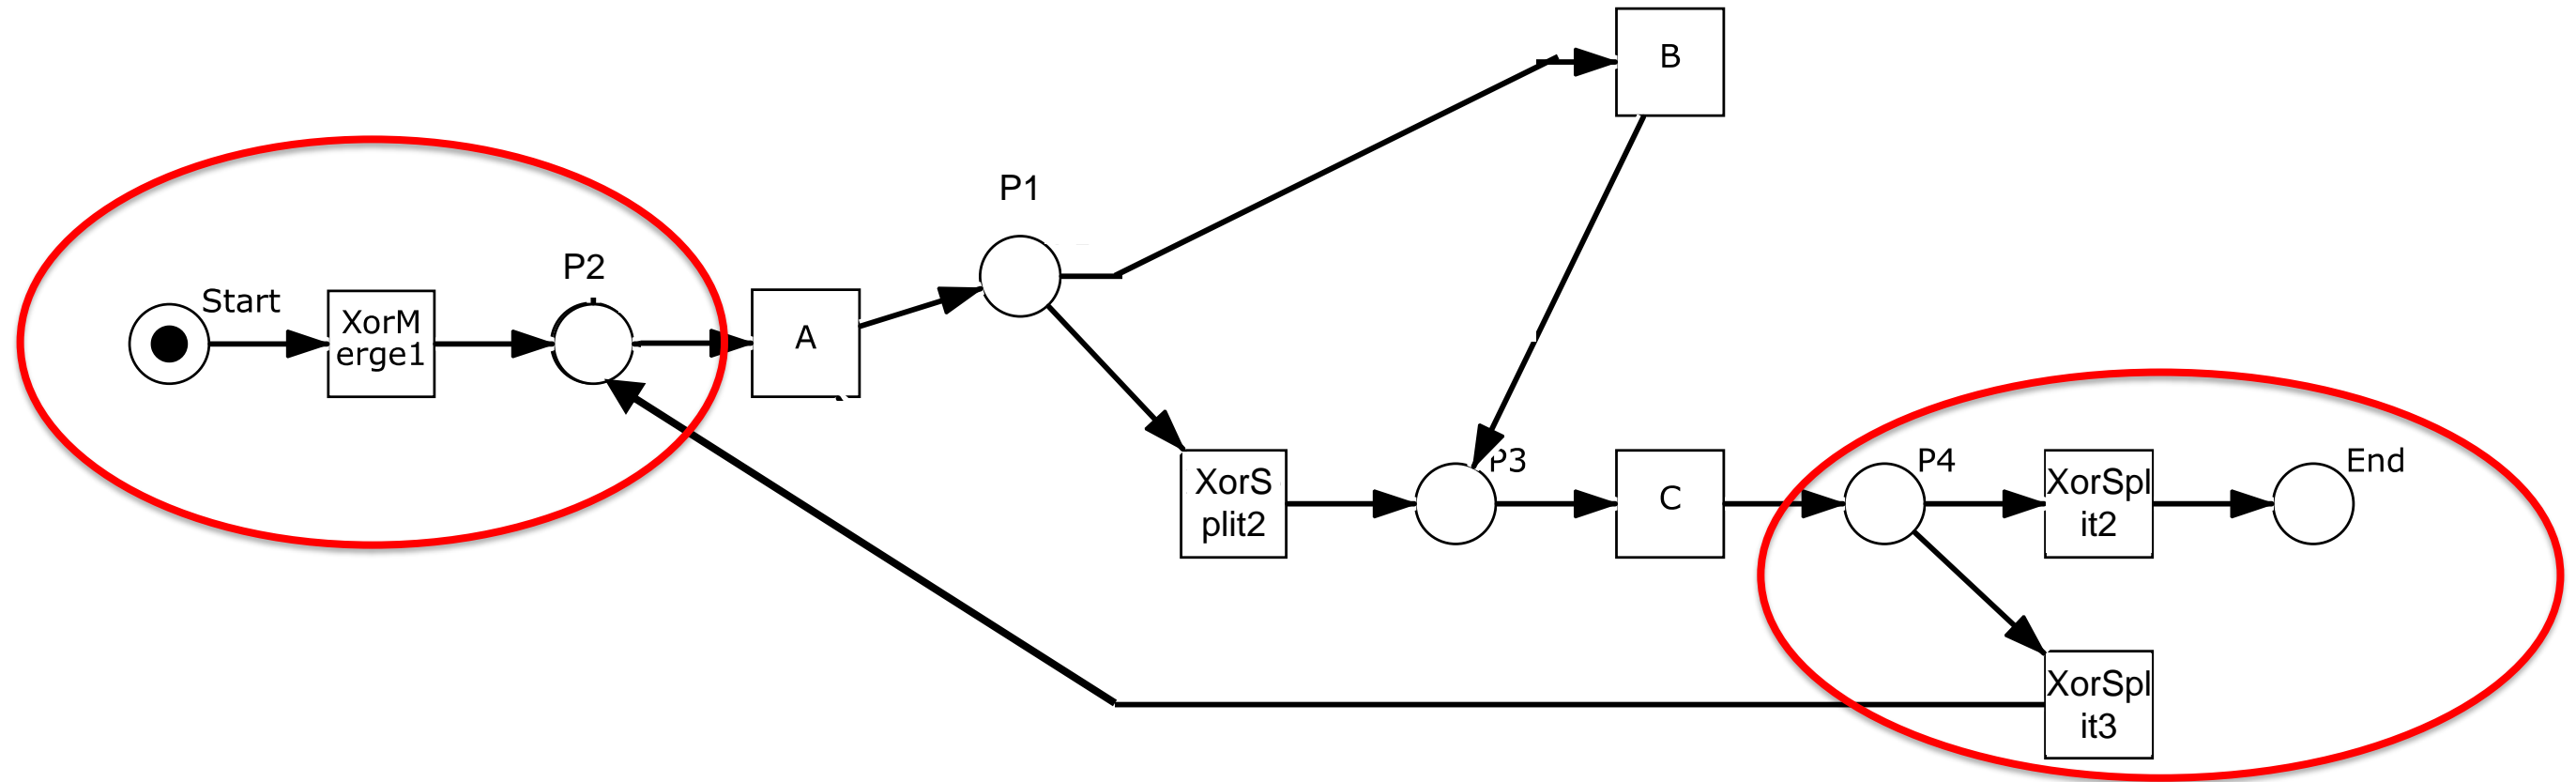 B
P1
P2
Start
XorM
erge1
A
XorS
plit2
P3
C
P4
XorSpl
it2
End
XorSpl
it3